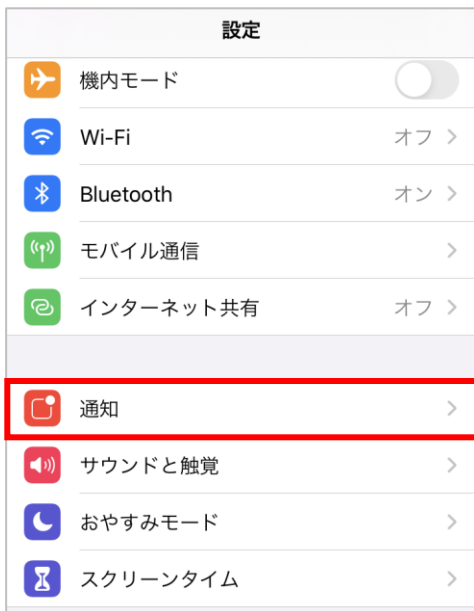 設定
機内モード
Wi-Fi オフ
Bluetooth オン
モバイル通信
インターネット共有 オフ
通知
サウンドと触覚
おやすみモード
スクリーンタイム